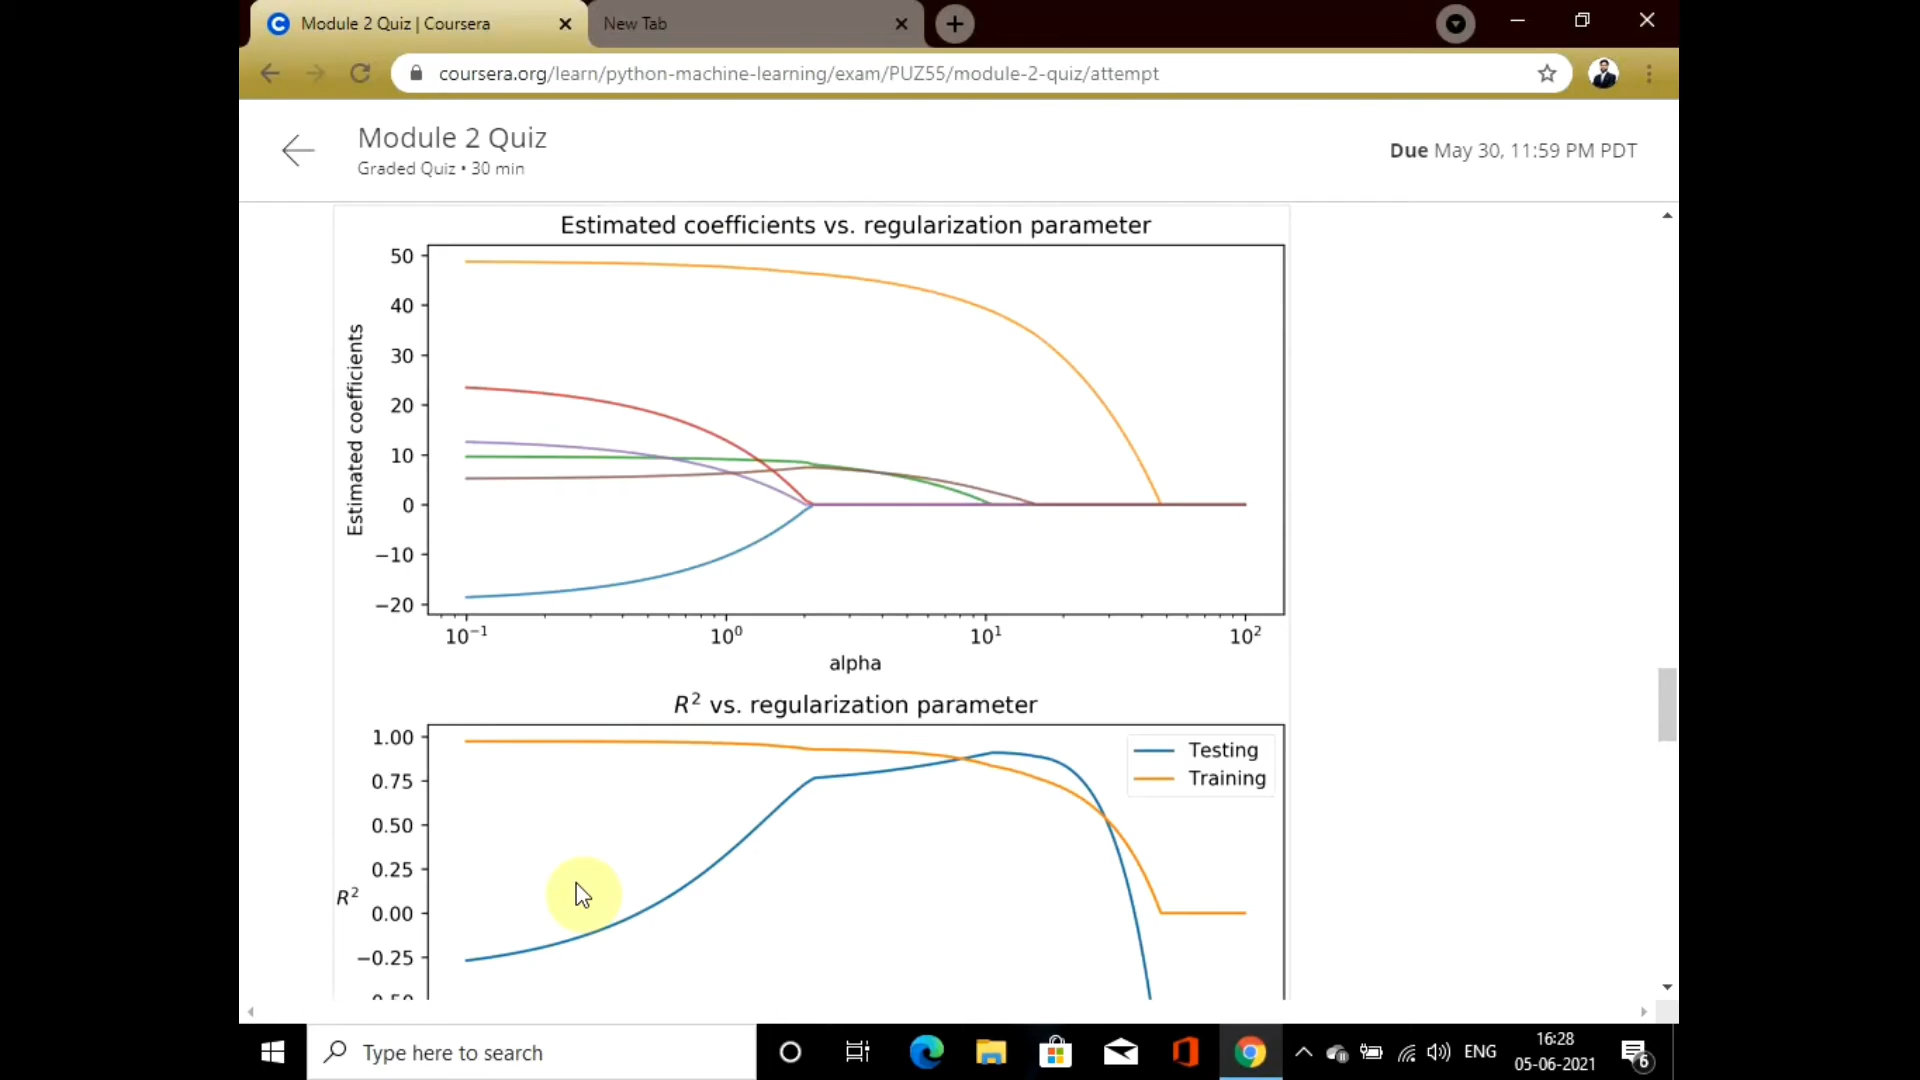 Module 2 Quiz | Coursera
New Tab
coursera.org/learn/python-machine-learning/exam/PUZ55/module-2-quiz/attempt
Module 2 Quiz
Graded Quiz • 30 min
Due May 30, 11:59 PM PDT
Estimated coefficients vs. regularization parameter
Estimated coefficients
50
40
30
20
10
0
−10
−20
10⁻¹ 10⁰ 10¹ 10²
alpha
R² vs. regularization parameter
R²
1.00
0.75
0.50
0.25
0.00
−0.25
Testing
Training
Type here to search
ENG
16:28
05-06-2021
6